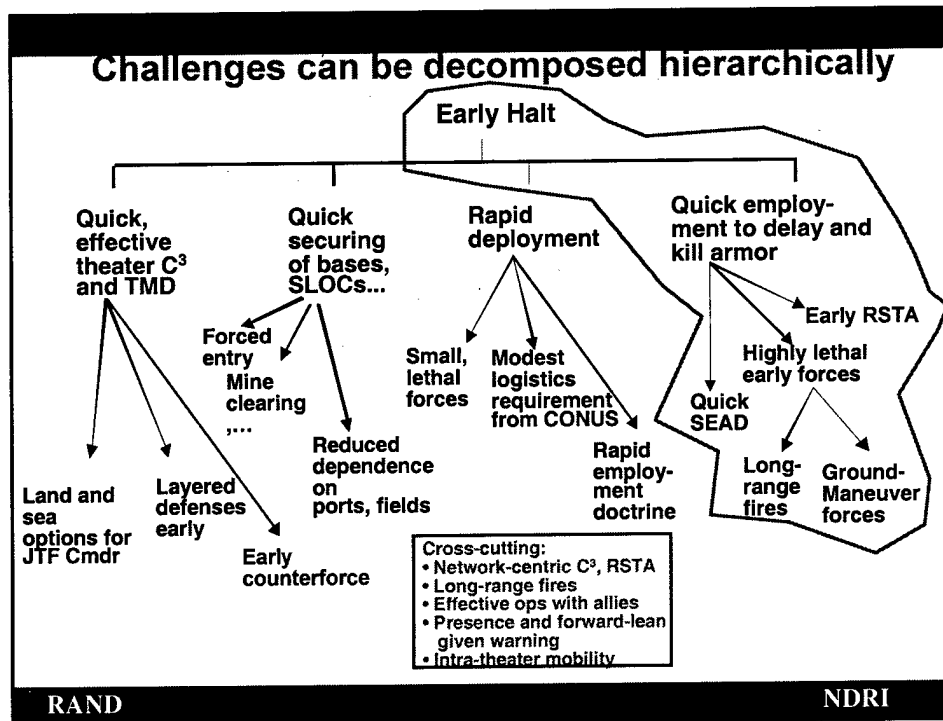 Challenges can be decomposed hierarchically
Early Halt
Quick,
effective
theater C³
and TMD
Quick
securing
of bases,
SLOCs...
Rapid
deployment
Quick employ-
ment to delay and
kill armor
Forced
entry
Mine
clearing
,...
Reduced
dependence
on
ports, fields
Small,
lethal
forces
Modest
logistics
requirement
from CONUS
Rapid
employ-
ment
doctrine
Early RSTA
Highly lethal
early forces
Quick
SEAD
Long-
range
fires
Ground-
Maneuver
forces
Land and
sea
options for
JTF Cmdr
Layered
defenses
early
Early
counterforce
Cross-cutting:
• Network-centric C³, RSTA
• Long-range fires
• Effective ops with allies
• Presence and forward-lean
given warning
• Intra-theater mobility
RAND
NDRI